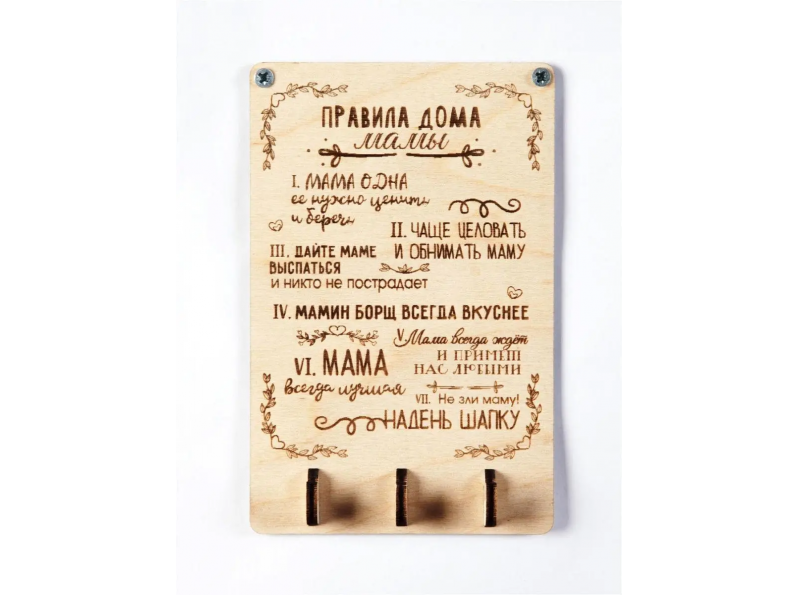 ПРАВИЛА ДОМА
мамы
I. МАМА ОДНА
ее нужно ценить
и беречь
II. ЧАЩЕ ЦЕЛОВАТЬ
И ОБНИМАТЬ МАМУ
III. ДАЙТЕ МАМЕ
ВЫСПАТЬСЯ
и никто не пострадает
IV. МАМИН БОРЩ ВСЕГДА ВКУСНЕЕ
V Мама всегда ждёт
И ПРИМЕТ
НАС ЛЮБЫМИ
VI. МАМА
всегда лучшая
VII. Не зли маму!
НАДЕНЬ ШАПКУ